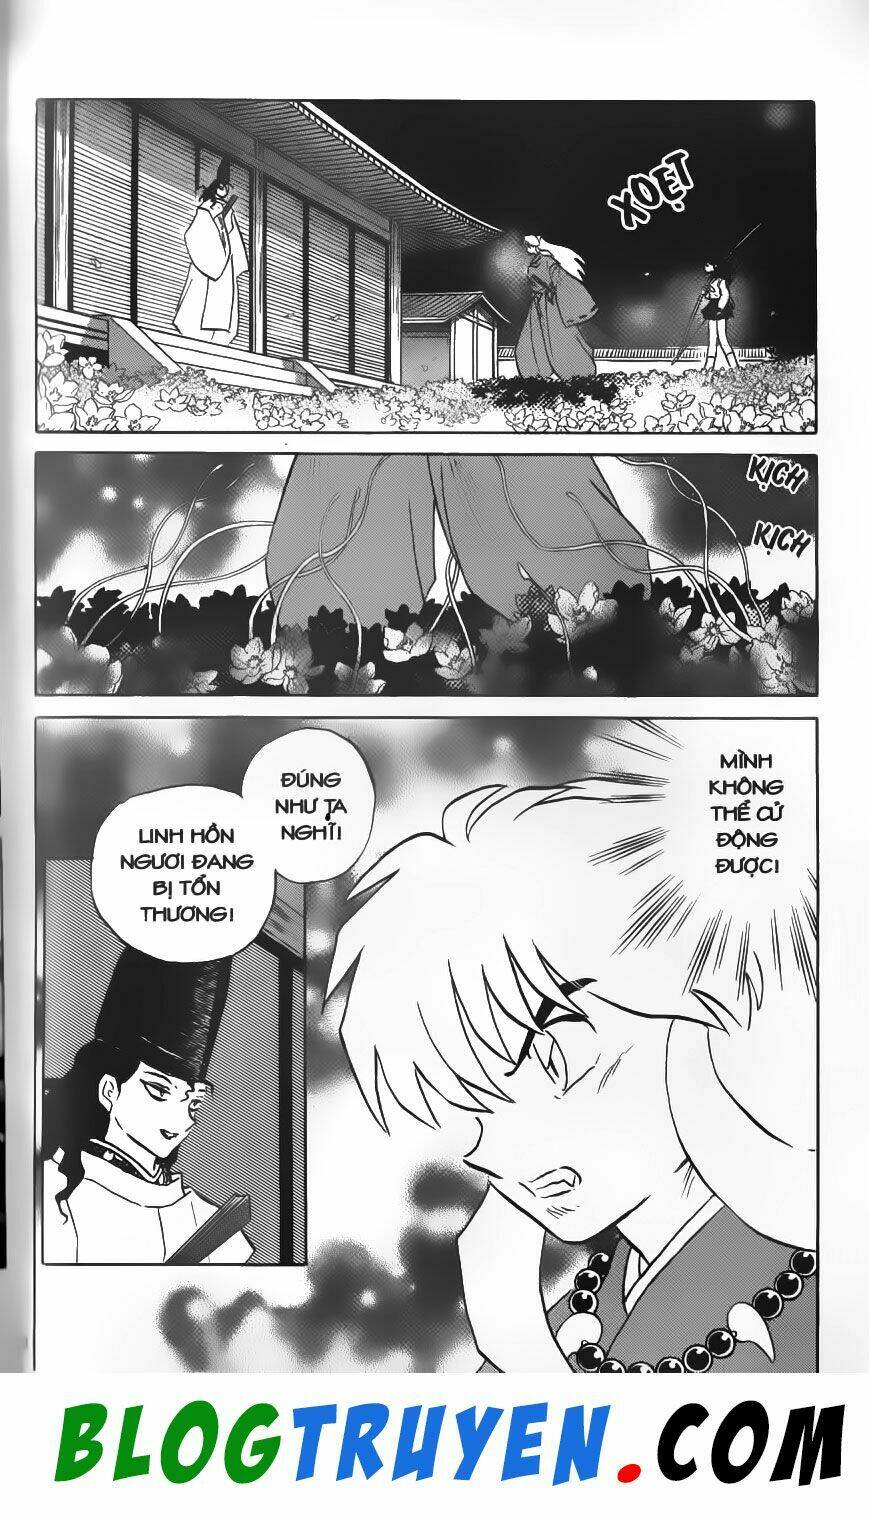 XOẸT
KỊCH
KỊCH
MÌNH
KHÔNG
THỂ CỬ
ĐỘNG
ĐƯỢC!
ĐÚNG
NHƯ TA
NGHĨ!
LINH HỒN
NGƯƠI ĐANG
BỊ TỔN
THƯƠNG!
BLOGTRUYEN.COM